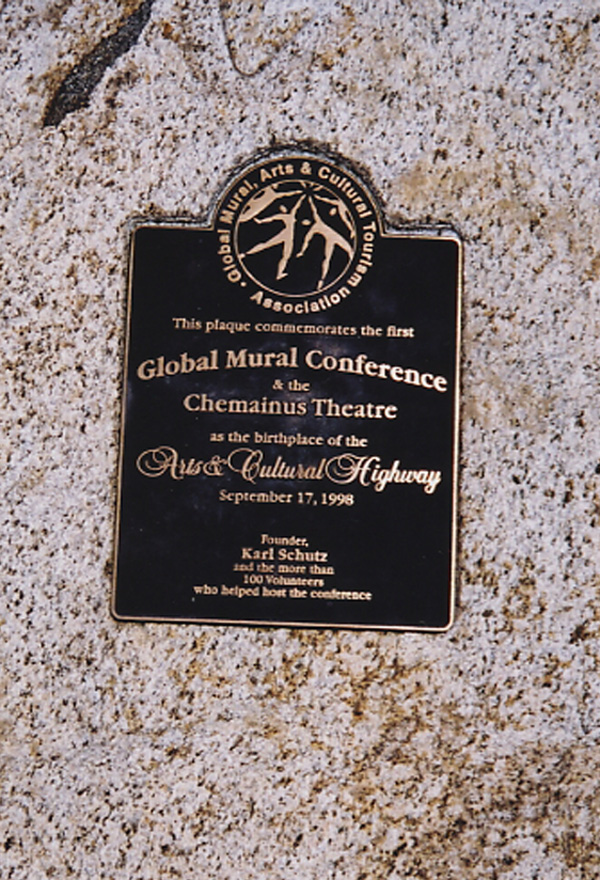 Global Mural, Arts & Cultural Tourism
• Association
This plaque commemorates the first
Global Mural Conference
& the
Chemainus Theatre
as the birthplace of the
Arts & Cultural Highway
September 17, 1998
Founder,
Karl Schutz
and the more than
100 Volunteers
who helped host the conference